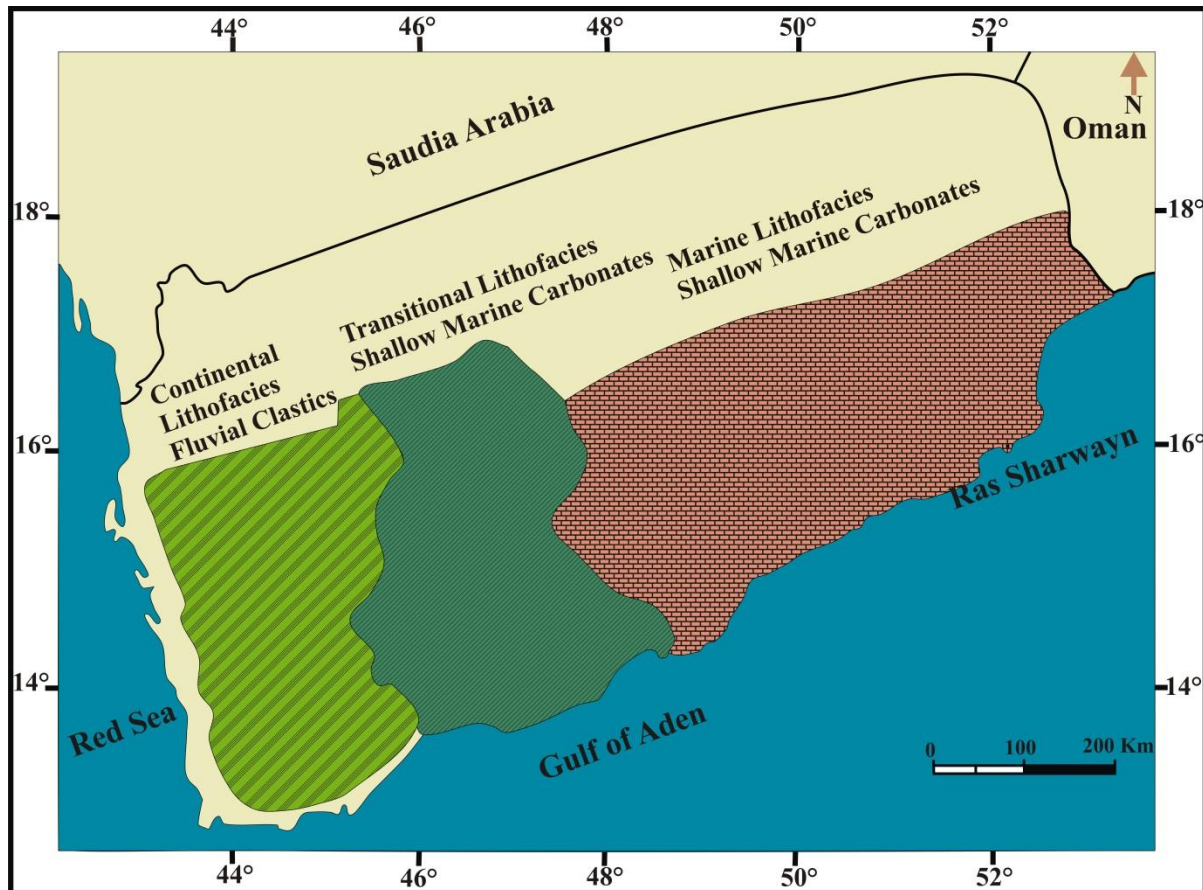 44°
46°
48°
50°
52°
N
Oman
Saudia Arabia
18°
18°
Marine Lithofacies
Shallow Marine Carbonates
Transitional Lithofacies
Shallow Marine Carbonates
Continental
Lithofacies
Fluvial Clastics
16°
16°
Ras Sharwayn
14°
14°
Red Sea
Gulf of Aden
0
100
200 Km
44°
46°
48°
50°
52°